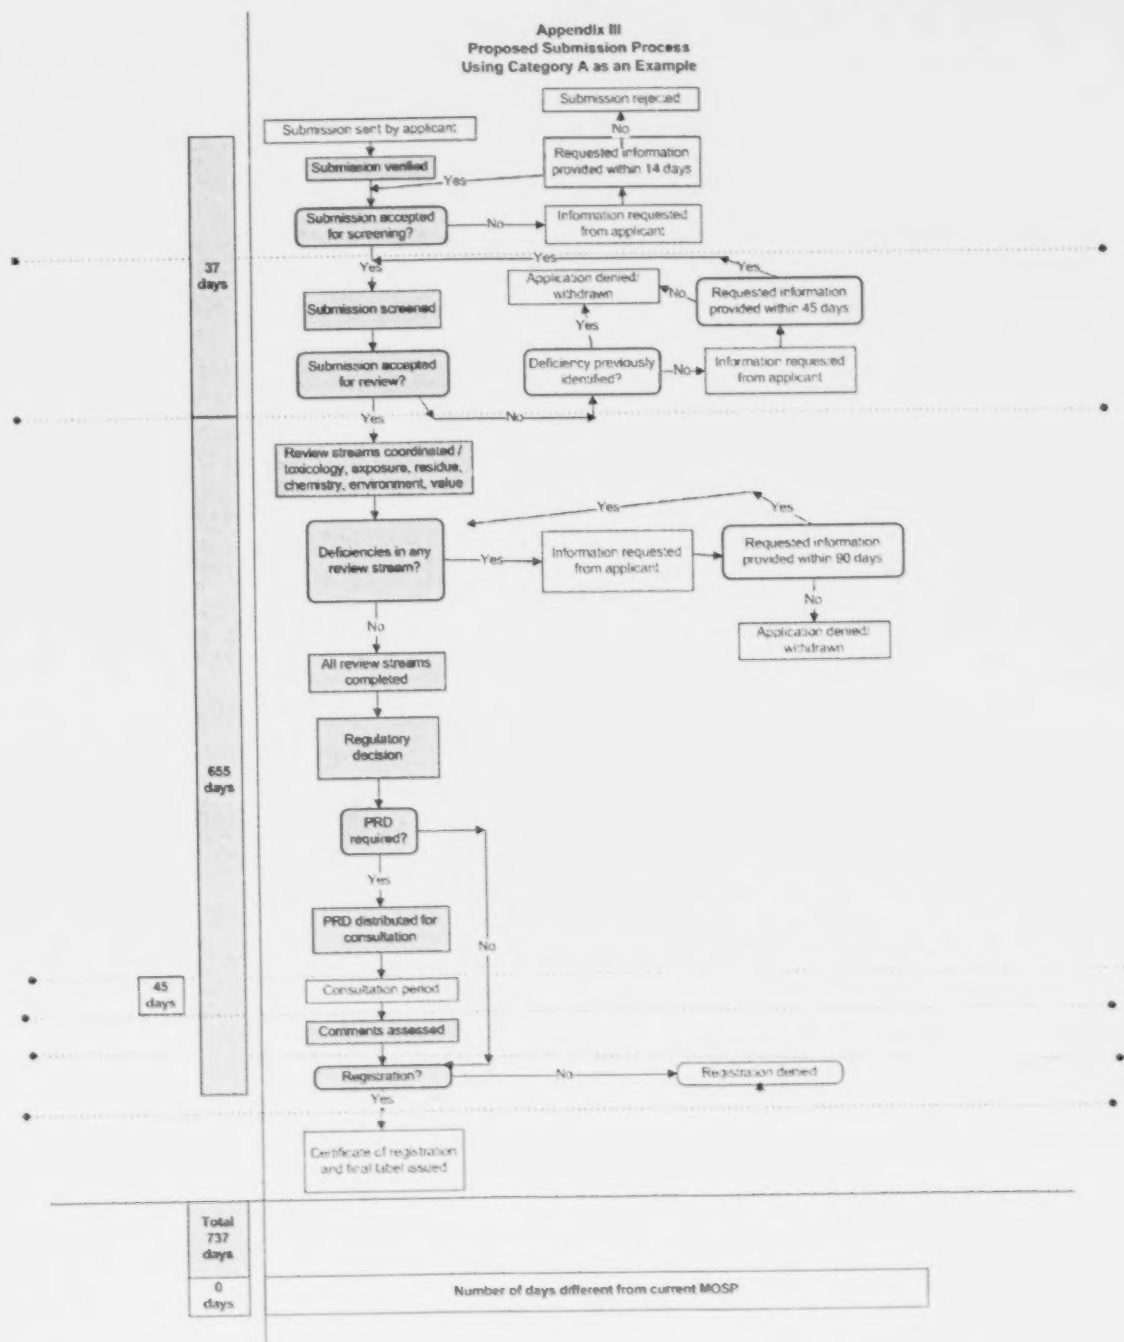 Appendix III
Proposed Submission Process
Using Category A as an Example
Submission rejected
Submission sent by applicant
No
Submission verified
Requested information
provided within 14 days
Yes
Submission accepted
for screening?
No
Information requested
from applicant
37
days
Yes
Yes
Yes
Application denied/
withdrawn
No
Requested information
provided within 45 days
Submission screened
Yes
Submission accepted
for review?
Deficiency previously
identified?
No
Information requested
from applicant
Yes
No
Review streams coordinated /
toxicology, exposure, residue,
chemistry, environment, value
Yes
Yes
Deficiencies in any
review stream?
Yes
Information requested
from applicant
Requested information
provided within 90 days
No
No
Application denied/
withdrawn
All review streams
completed
Regulatory
decision
655
days
PRD
required?
Yes
PRD distributed for
consultation
No
45
days
Consultation period
Comments assessed
Registration?
No
Registration denied
Yes
Certificate of registration
and final label issued
Total
737
days
0
days
Number of days different from current MOSP